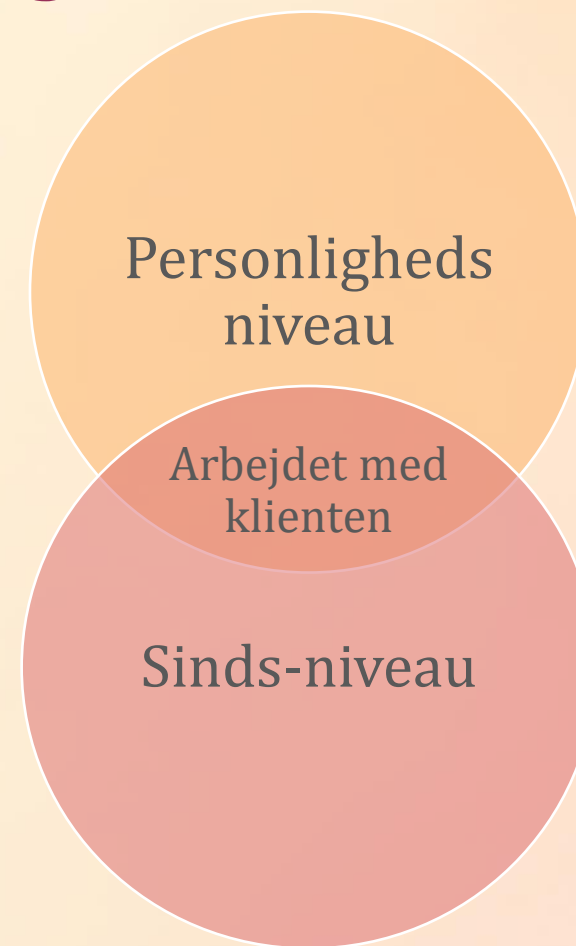 Personligheds
niveau
Arbejdet med
klienten
Sinds-niveau